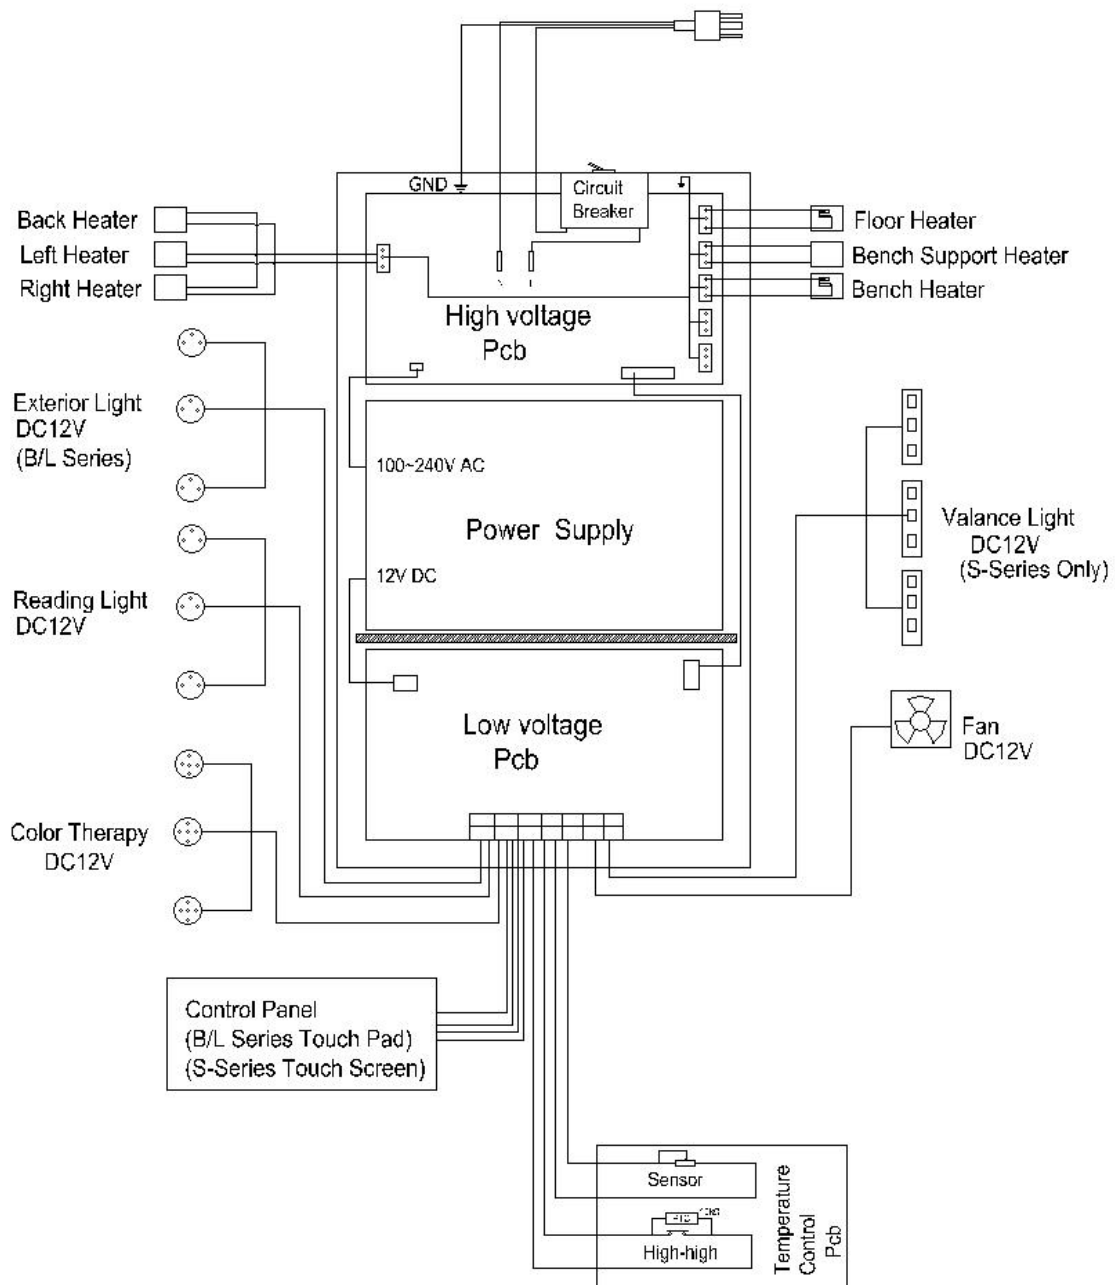 GND
Circuit
Breaker
Back Heater
Left Heater
Right Heater
Floor Heater
Bench Support Heater
Bench Heater
High voltage
Pcb
Exterior Light
DC12V
(B/L Series)
100~240V AC
Power Supply
12V DC
Valance Light
DC12V
(S-Series Only)
Reading Light
DC12V
Low voltage
Pcb
Fan
DC12V
Color Therapy
DC12V
Control Panel
(B/L Series Touch Pad)
(S-Series Touch Screen)
Sensor
High-high
Temperature
Control
Pcb